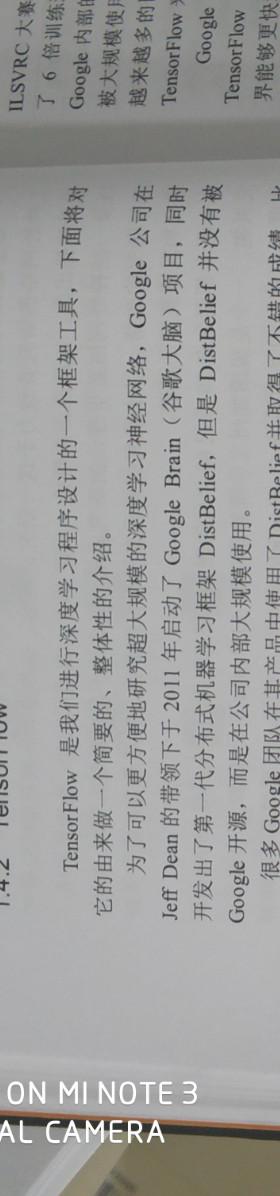 ILSVRC 大赛
了 6 倍训练
Google 内部的
被大规模使用
越来越多的
TensorFlow
Google
TensorFlow
界能够更快
1.4.2 TensorFlow
TensorFlow 是我们进行深度学习程序设计的一个框架工具，下面将对
它的由来做一个简要的、整体性的介绍。
为了可以更方便地研究超大规模的深度学习神经网络，Google 公司在
Jeff Dean 的带领下于 2011 年启动了 Google Brain（谷歌大脑）项目，同时
开发出了第一代分布式机器学习框架 DistBelief，但是 DistBelief 并没有被
Google 开源，而是在公司内部大规模使用。
很多 Google 团队在其产品中使用了 DistBelief 并取得了不错的成绩，比
ON MI NOTE 3
AL CAMERA